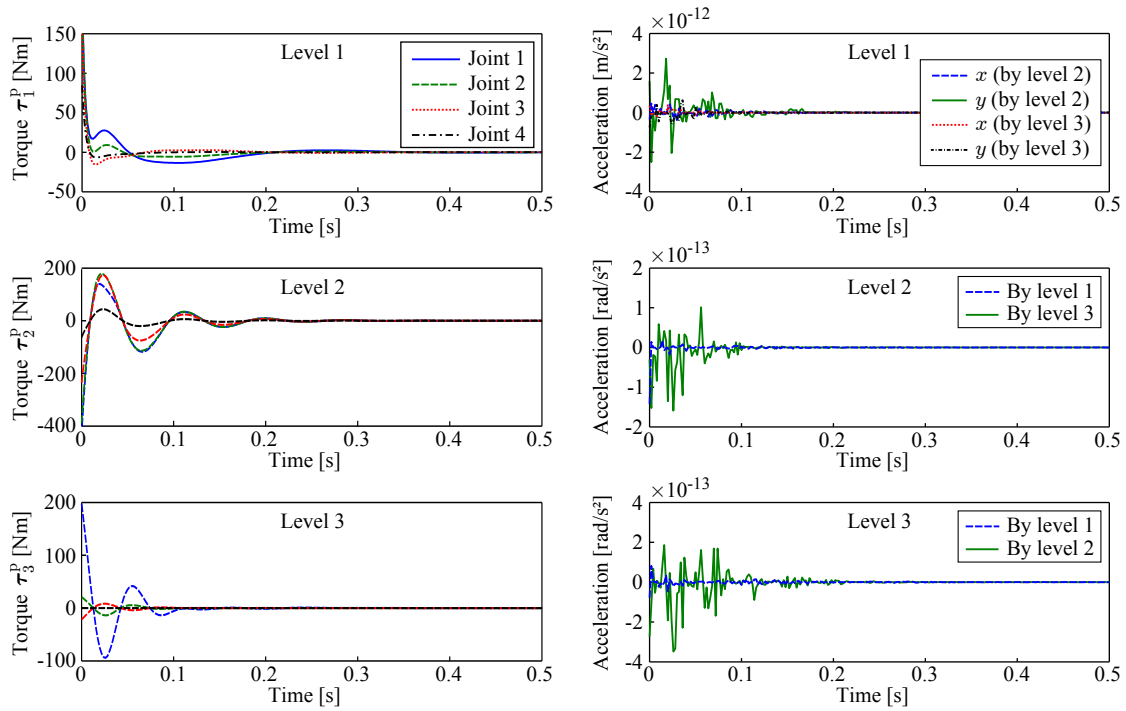 Level 1
Torque τ₁ᵖ [Nm]
150
100
50
0
-50
0
0.1
0.2
0.3
0.4
0.5
Time [s]
Joint 1
Joint 2
Joint 3
Joint 4
×10⁻¹²
Level 1
Acceleration [m/s²]
4
2
0
-2
-4
0
0.1
0.2
0.3
0.4
0.5
Time [s]
x (by level 2)
y (by level 2)
x (by level 3)
y (by level 3)
Level 2
Torque τ₂ᵖ [Nm]
200
0
-200
-400
0
0.1
0.2
0.3
0.4
0.5
Time [s]
×10⁻¹³
Level 2
Acceleration [rad/s²]
2
1
0
-1
-2
0
0.1
0.2
0.3
0.4
0.5
Time [s]
By level 1
By level 3
Level 3
Torque τ₃ᵖ [Nm]
200
100
0
-100
0
0.1
0.2
0.3
0.4
0.5
Time [s]
×10⁻¹³
Level 3
Acceleration [rad/s²]
4
2
0
-2
-4
0
0.1
0.2
0.3
0.4
0.5
Time [s]
By level 1
By level 2